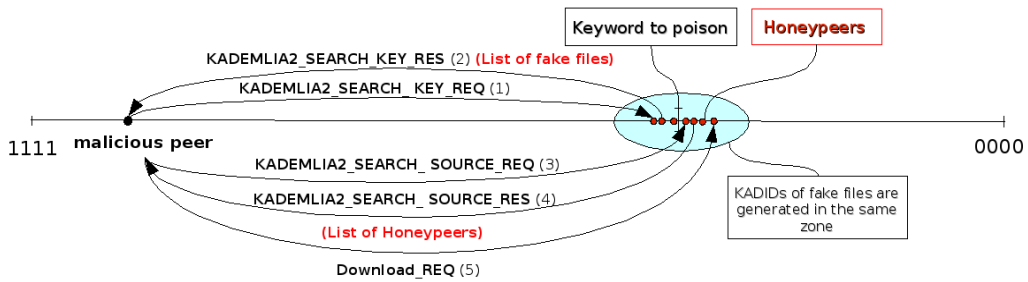 Keyword to poison
Honeypeers
KADEMLIA2_SEARCH_KEY_RES (2) (List of fake files)
KADEMLIA2_SEARCH_ KEY_REQ (1)
1111
malicious peer
0000
KADEMLIA2_SEARCH_ SOURCE_REQ (3)
KADEMLIA2_SEARCH_ SOURCE_RES (4)
(List of Honeypeers)
Download_REQ (5)
KADIDs of fake files are
generated in the same
zone